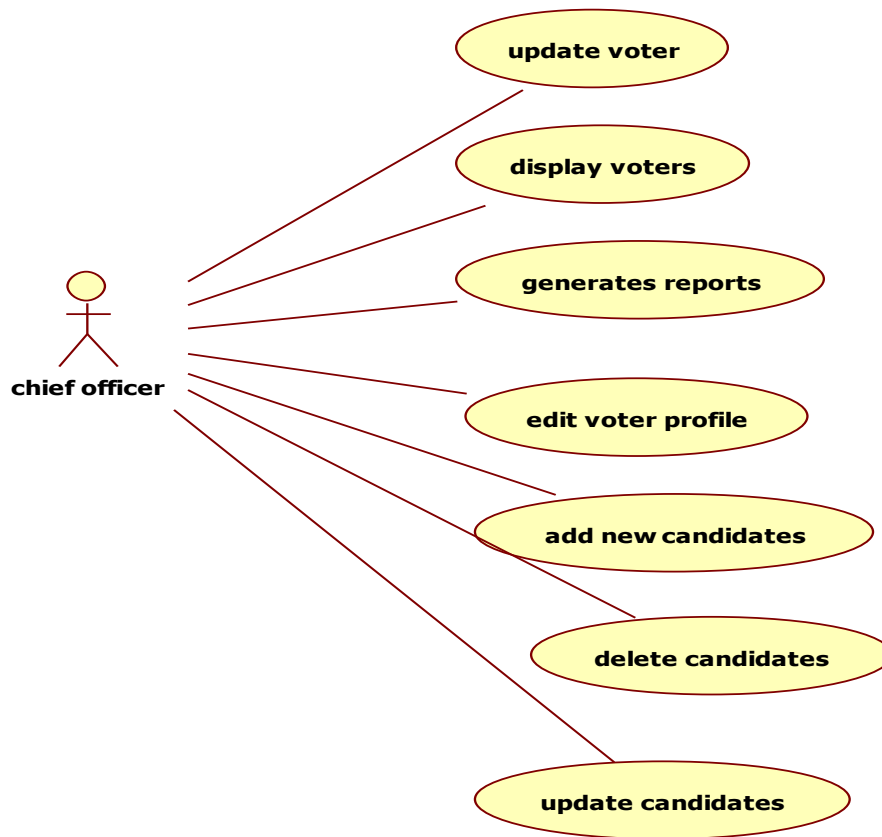 update voter
display voters
generates reports
chief officer
edit voter profile
add new candidates
delete candidates
update candidates